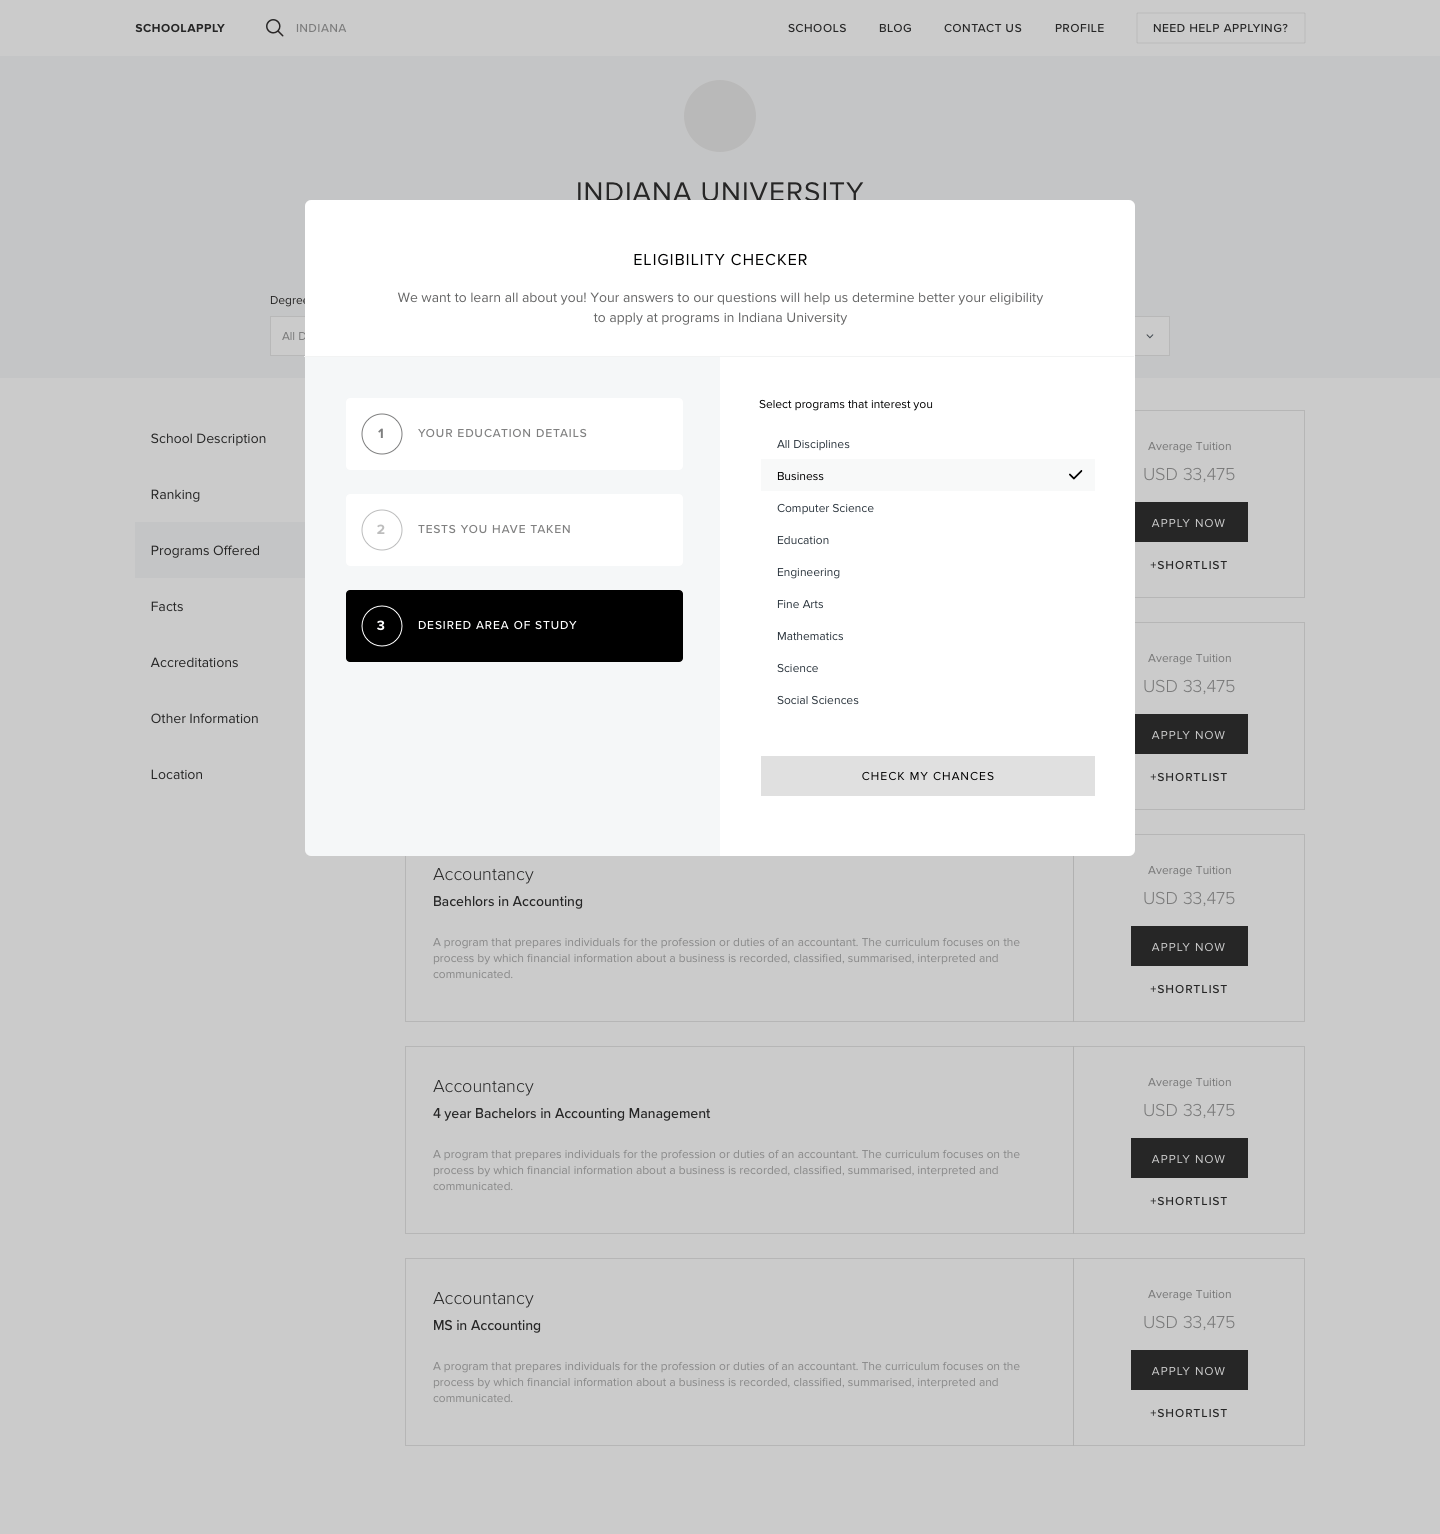 SCHOOLAPPLY
INDIANA
SCHOOLS
BLOG
CONTACT US
PROFILE
NEED HELP APPLYING?
INDIANA UNIVERSITY
Degree
All D
ELIGIBILITY CHECKER
We want to learn all about you! Your answers to our questions will help us determine better your eligibility
to apply at programs in Indiana University
1
YOUR EDUCATION DETAILS
2
TESTS YOU HAVE TAKEN
3
DESIRED AREA OF STUDY
Select programs that interest you
All Disciplines
Business
Computer Science
Education
Engineering
Fine Arts
Mathematics
Science
Social Sciences
CHECK MY CHANCES
School Description
Ranking
Programs Offered
Facts
Accreditations
Other Information
Location
Average Tuition
USD 33,475
APPLY NOW
+SHORTLIST
Average Tuition
USD 33,475
APPLY NOW
+SHORTLIST
Accountancy
Bacehlors in Accounting
A program that prepares individuals for the profession or duties of an accountant. The curriculum focuses on the
process by which financial information about a business is recorded, classified, summarised, interpreted and
communicated.
Average Tuition
USD 33,475
APPLY NOW
+SHORTLIST
Accountancy
4 year Bachelors in Accounting Management
A program that prepares individuals for the profession or duties of an accountant. The curriculum focuses on the
process by which financial information about a business is recorded, classified, summarised, interpreted and
communicated.
Average Tuition
USD 33,475
APPLY NOW
+SHORTLIST
Accountancy
MS in Accounting
A program that prepares individuals for the profession or duties of an accountant. The curriculum focuses on the
process by which financial information about a business is recorded, classified, summarised, interpreted and
communicated.
Average Tuition
USD 33,475
APPLY NOW
+SHORTLIST